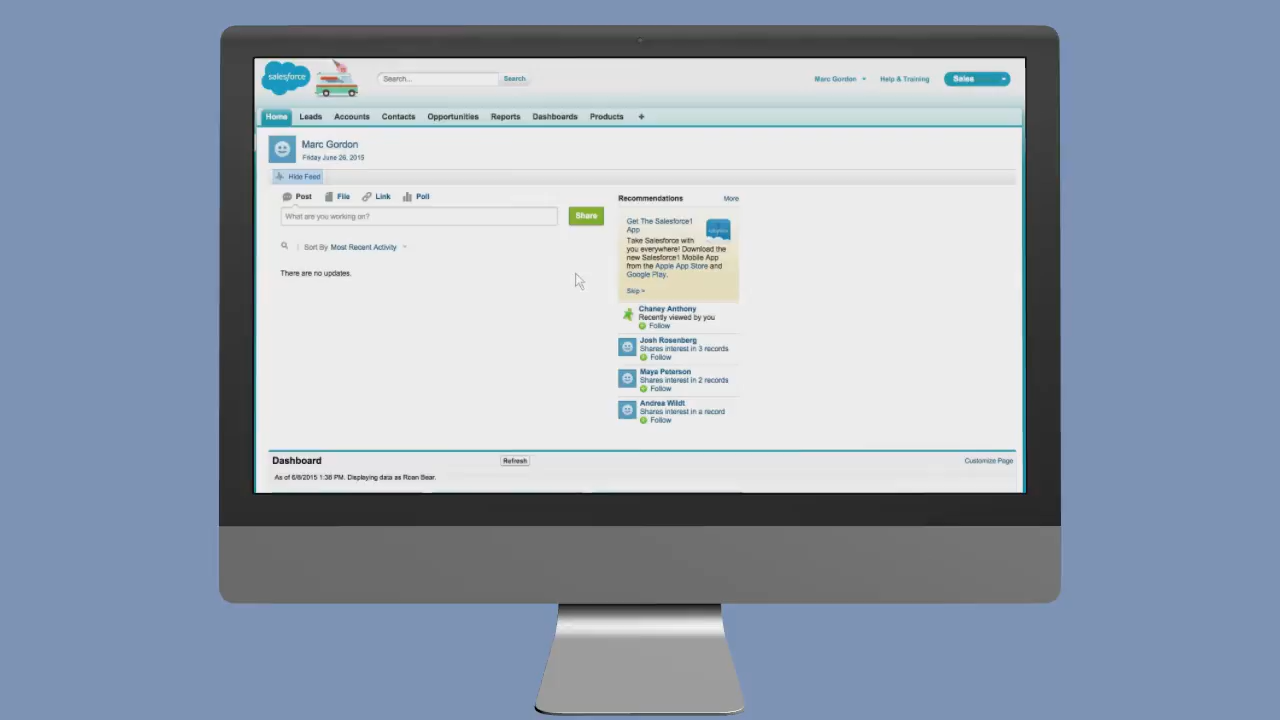 salesforce
Search...
Search
Marc Gordon
Help & Training
Sales
Home
Leads
Accounts
Contacts
Opportunities
Reports
Dashboards
Products
+
Marc Gordon
Friday June 26, 2015
Hide Feed
Post
File
Link
Poll
What are you working on?
Share
Sort By Most Recent Activity
There are no updates.
Recommendations
More
Get The Salesforce1
App
Take Salesforce with
you everywhere! Download the
new Salesforce1 Mobile App
from the Apple App Store and
Google Play.
Skip >
Chaney Anthony
Recently viewed by you
Follow
Josh Rosenberg
Shares interest in 3 records
Follow
Maya Peterson
Shares interest in 2 records
Follow
Andrea Wildt
Shares interest in a record
Follow
Dashboard
Refresh
Customize Page
As of 6/8/2015 1:36 PM. Displaying data as Roan Bear.